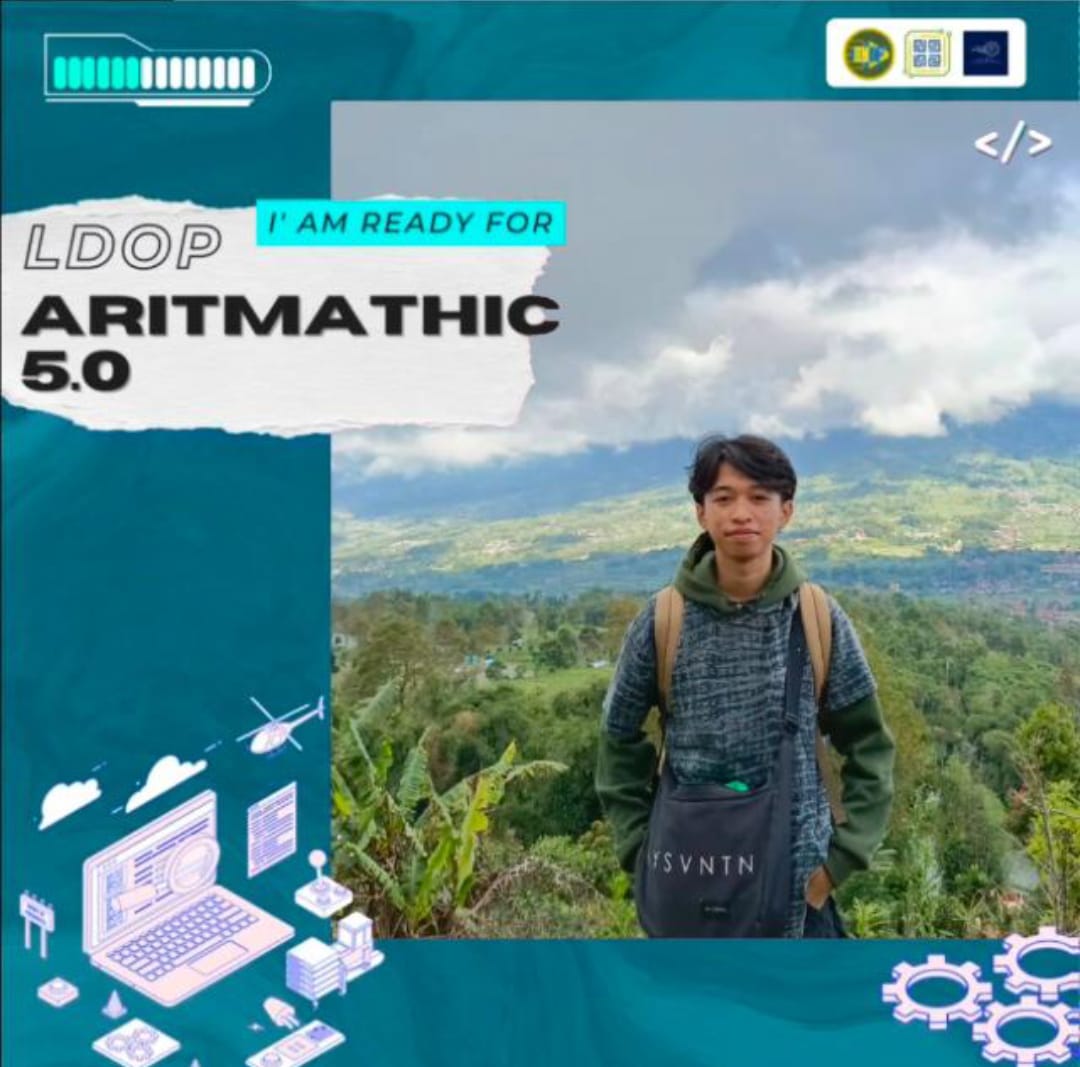 </>
I' AM READY FOR
LDOP
ARITMATHIC
5.0
YSVNTN